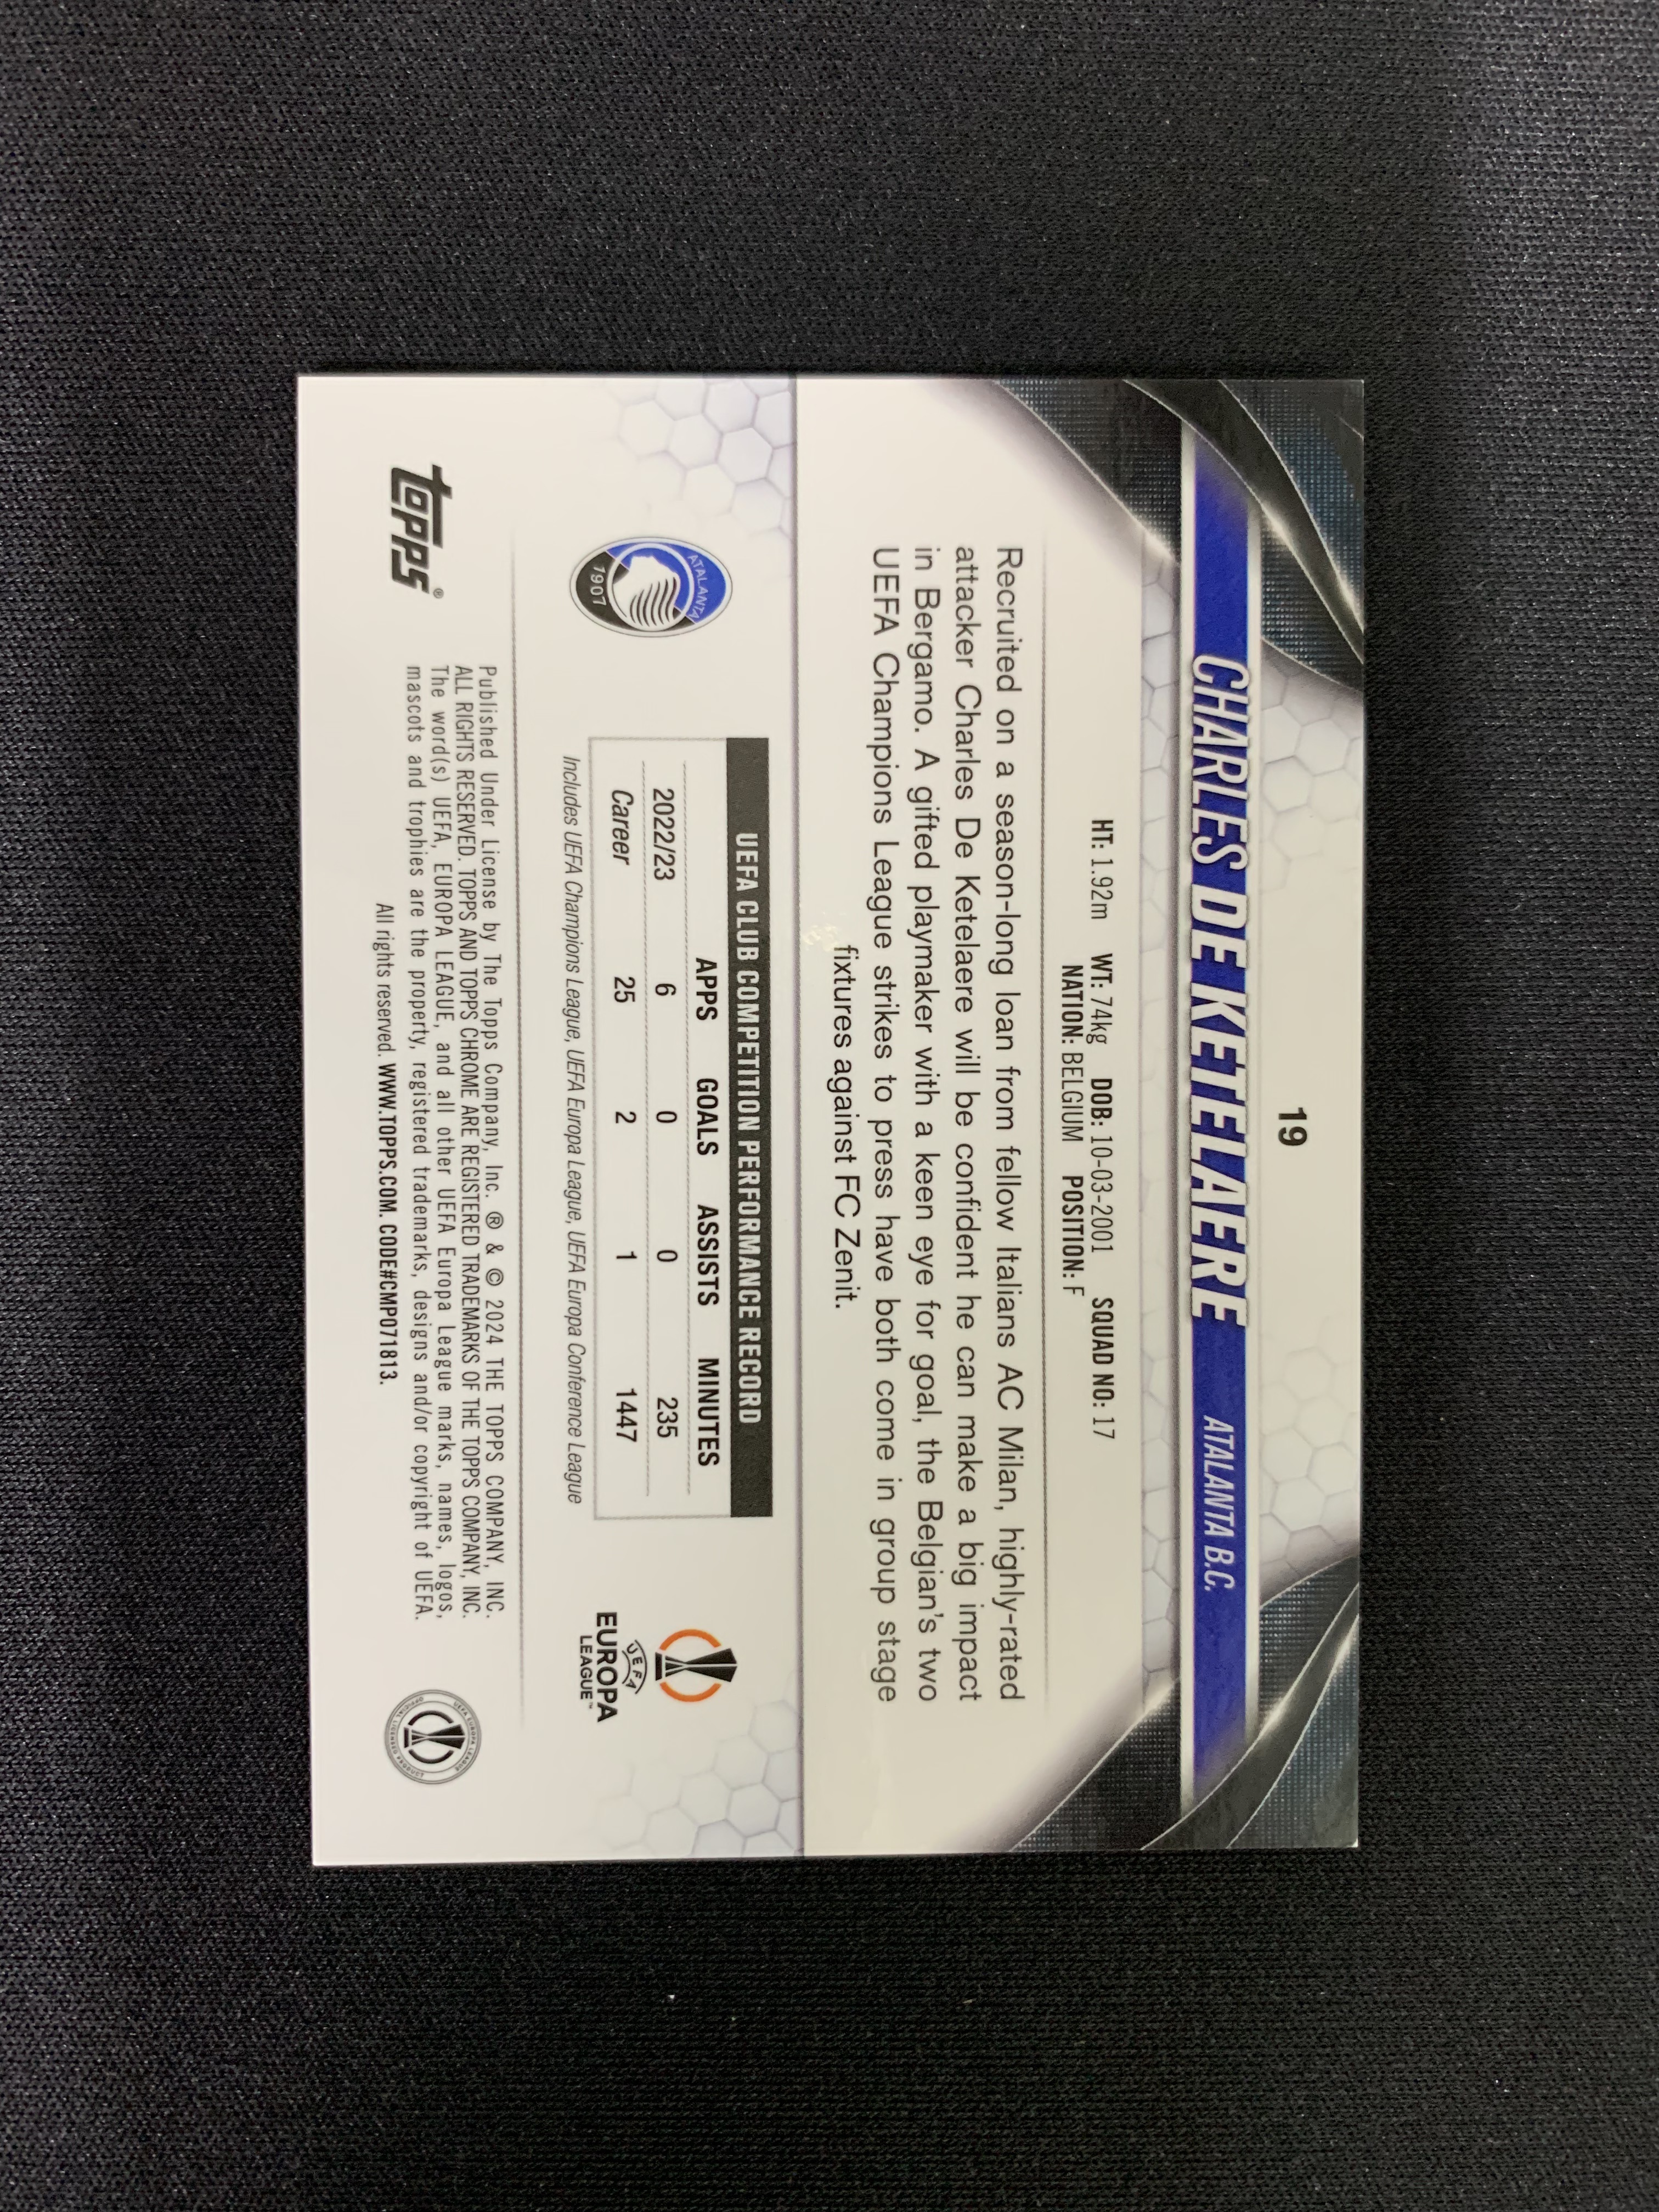 19
CHARLES DE KETELAERE ATALANTA B.C.
HT: 1.92m WT: 74kg DOB: 10-03-2001 SQUAD NO: 17
NATION: BELGIUM POSITION: F
Recruited on a season-long loan from fellow Italians AC Milan, highly-rated
attacker Charles De Ketelaere will be confident he can make a big impact
in Bergamo. A gifted playmaker with a keen eye for goal, the Belgian's two
UEFA Champions League strikes to press have both come in group stage
fixtures against FC Zenit.
ATALANTA
1907
UEFA CLUB COMPETITION PERFORMANCE RECORD
APPS GOALS ASSISTS MINUTES
2022/23 6 0 0 235
Career 25 2 1 1447
Includes UEFA Champions League, UEFA Europa League, UEFA Europa Conference League
UEFA
EUROPA
LEAGUE™
topps®
Published Under License by The Topps Company, Inc. ® & © 2024 THE TOPPS COMPANY, INC.
ALL RIGHTS RESERVED. TOPPS AND TOPPS CHROME ARE REGISTERED TRADEMARKS OF THE TOPPS COMPANY, INC.
The word(s) UEFA, EUROPA LEAGUE, and all other UEFA Europa League marks, names, logos,
mascots and trophies are the property, registered trademarks, designs and/or copyright of UEFA.
All rights reserved. WWW.TOPPS.COM. CODE#CMP071813.
UEFA EUROPA LEAGUE
OFFICIAL LICENSED PRODUCT